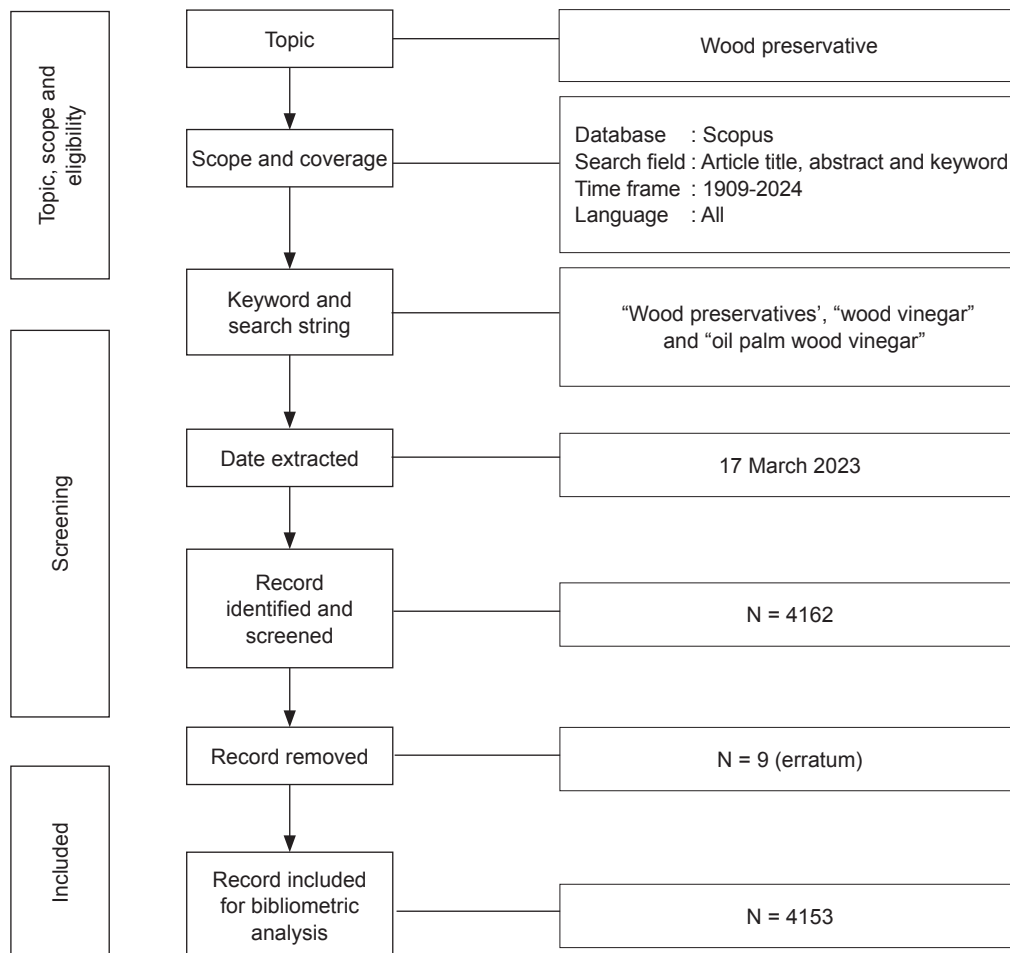 Topic, scope and
eligibility
Topic
Wood preservative
Scope and coverage
Database : Scopus
Search field : Article title, abstract and keyword
Time frame : 1909-2024
Language : All
Keyword and
search string
“Wood preservatives’, “wood vinegar”
and “oil palm wood vinegar”
Screening
Date extracted
17 March 2023
Record
identified and
screened
N = 4162
Record removed
N = 9 (erratum)
Included
Record included
for bibliometric
analysis
N = 4153